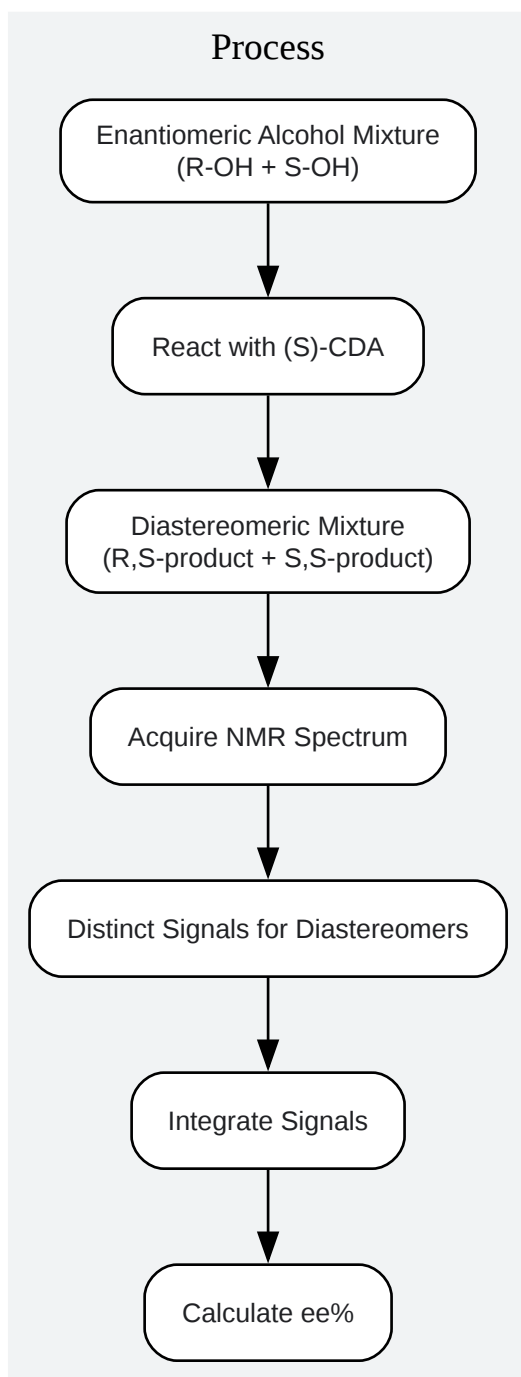 Process
Enantiomeric Alcohol Mixture
(R-OH + S-OH)
React with (S)-CDA
Diastereomeric Mixture
(R,S-product + S,S-product)
Acquire NMR Spectrum
Distinct Signals for Diastereomers
Integrate Signals
Calculate ee%